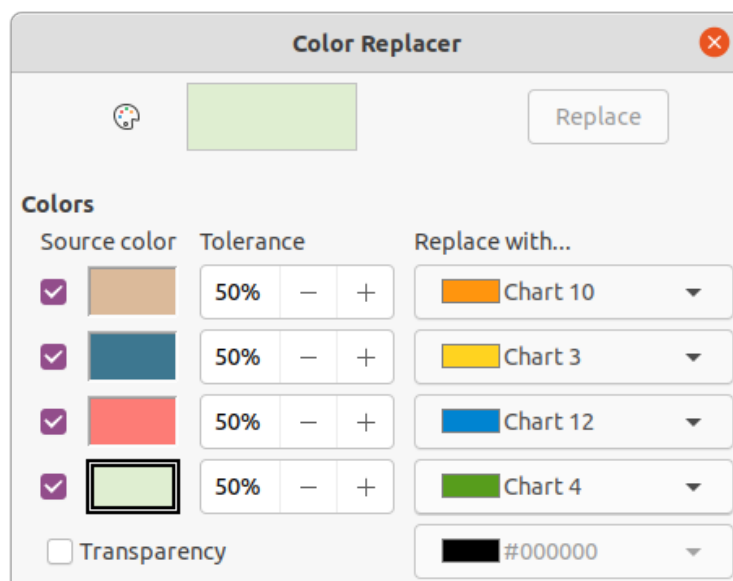 Color Replacer
Replace
Colors
Source color Tolerance Replace with...
50% − + Chart 10
50% − + Chart 3
50% − + Chart 12
50% − + Chart 4
Transparency #000000